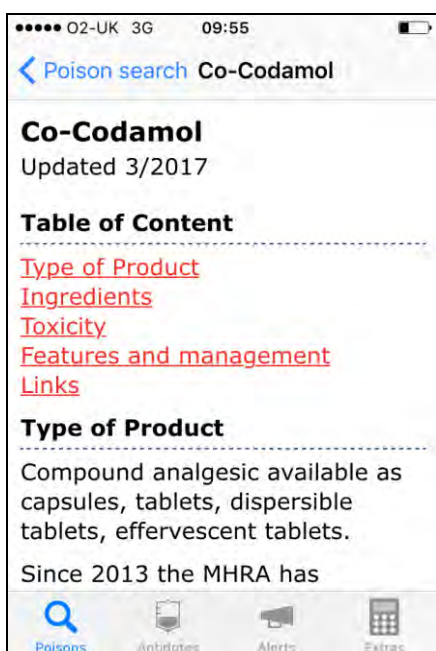 O2-UK 3G 09:55
Poison search Co-Codamol
Co-Codamol
Updated 3/2017
Table of Content
Type of Product
Ingredients
Toxicity
Features and management
Links
Type of Product
Compound analgesic available as
capsules, tablets, dispersible
tablets, effervescent tablets.
Since 2013 the MHRA has
Poisons Antidotes Alerts Extras